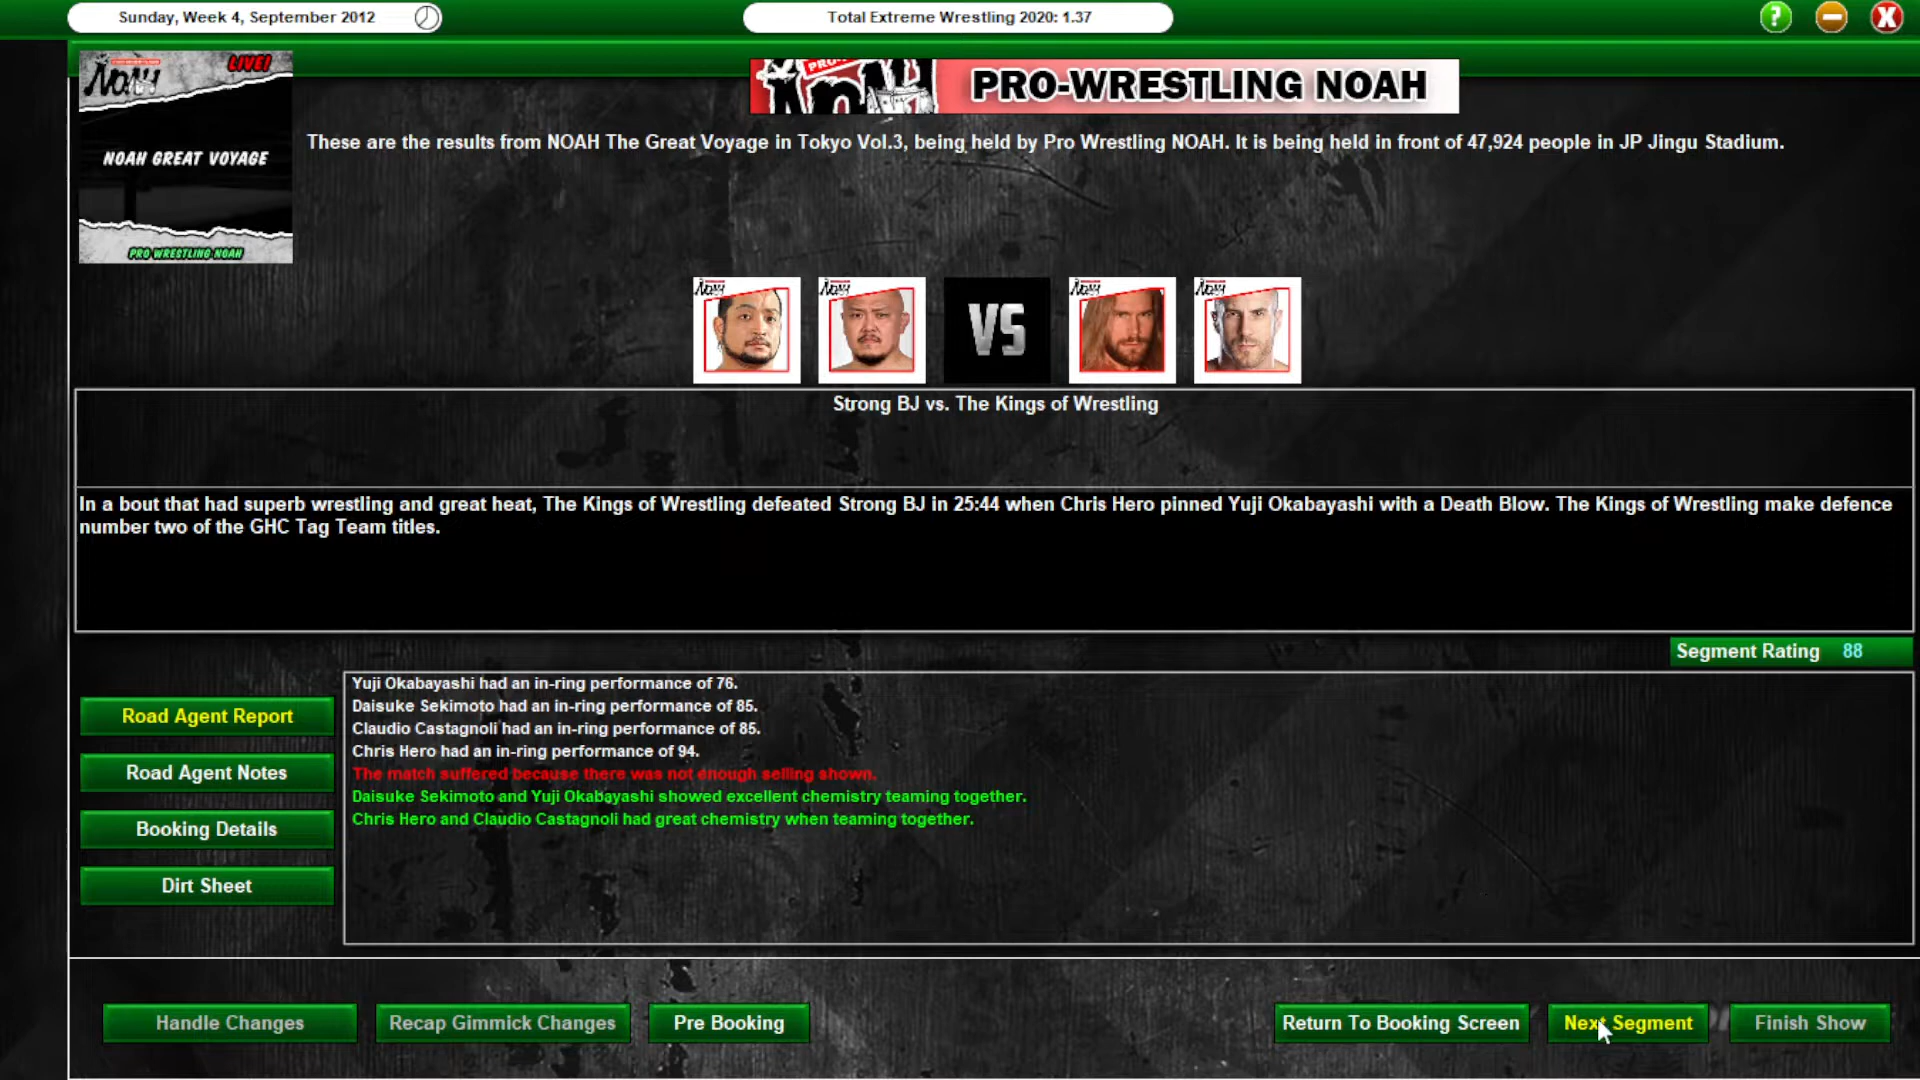 Sunday, Week 4, September 2012
Total Extreme Wrestling 2020: 1.37
?
X
NOAH
LIVE!
NOAH GREAT VOYAGE
PRO WRESTLING NOAH
PRO-WRESTLING NOAH
These are the results from NOAH The Great Voyage in Tokyo Vol.3, being held by Pro Wrestling NOAH. It is being held in front of 47,924 people in JP Jingu Stadium.
NOAH
NOAH
VS
NOAH
NOAH
Strong BJ vs. The Kings of Wrestling
In a bout that had superb wrestling and great heat, The Kings of Wrestling defeated Strong BJ in 25:44 when Chris Hero pinned Yuji Okabayashi with a Death Blow. The Kings of Wrestling make defence
number two of the GHC Tag Team titles.
Segment Rating 88
Road Agent Report
Road Agent Notes
Booking Details
Dirt Sheet
Yuji Okabayashi had an in-ring performance of 76.
Daisuke Sekimoto had an in-ring performance of 85.
Claudio Castagnoli had an in-ring performance of 85.
Chris Hero had an in-ring performance of 94.
The match suffered because there was not enough selling shown.
Daisuke Sekimoto and Yuji Okabayashi showed excellent chemistry teaming together.
Chris Hero and Claudio Castagnoli had great chemistry when teaming together.
Handle Changes
Recap Gimmick Changes
Pre Booking
Return To Booking Screen
Next Segment
Finish Show